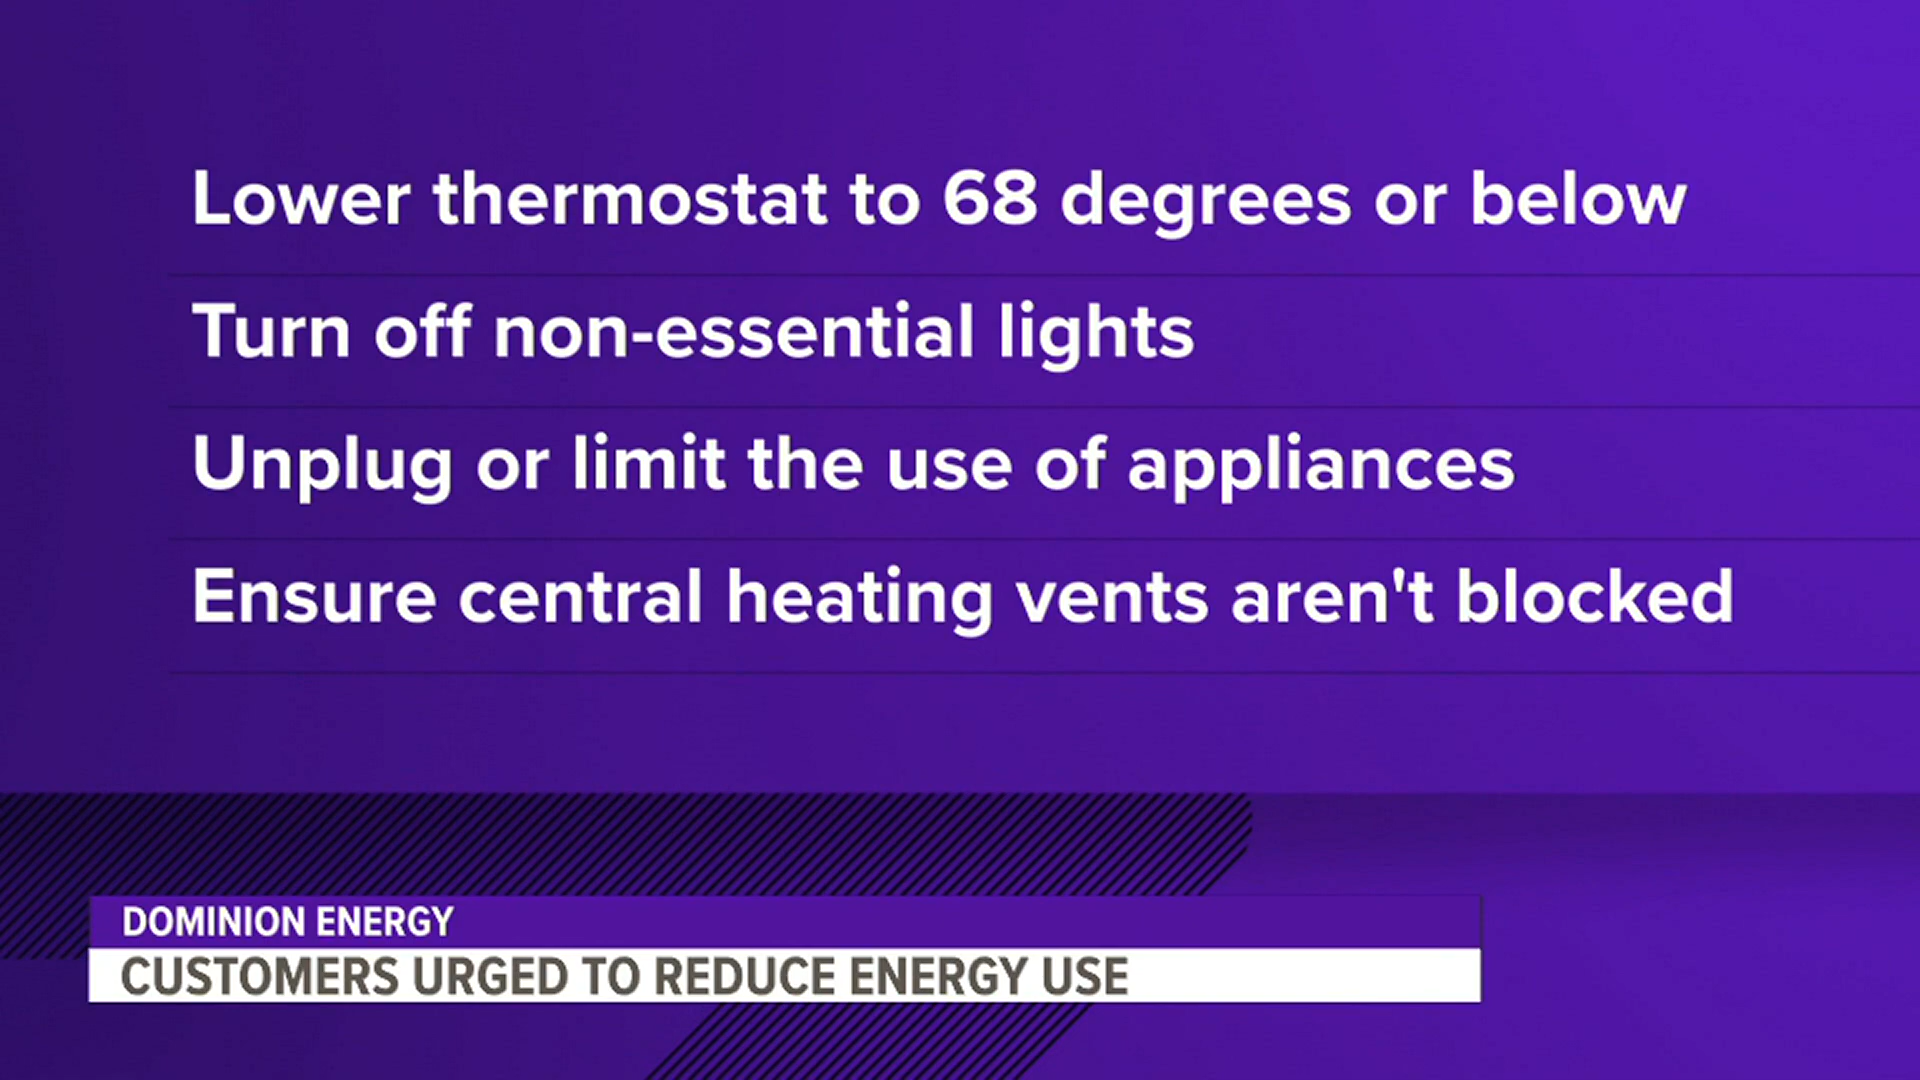 Lower thermostat to 68 degrees or below
Turn off non-essential lights
Unplug or limit the use of appliances
Ensure central heating vents aren't blocked
DOMINION ENERGY
CUSTOMERS URGED TO REDUCE ENERGY USE